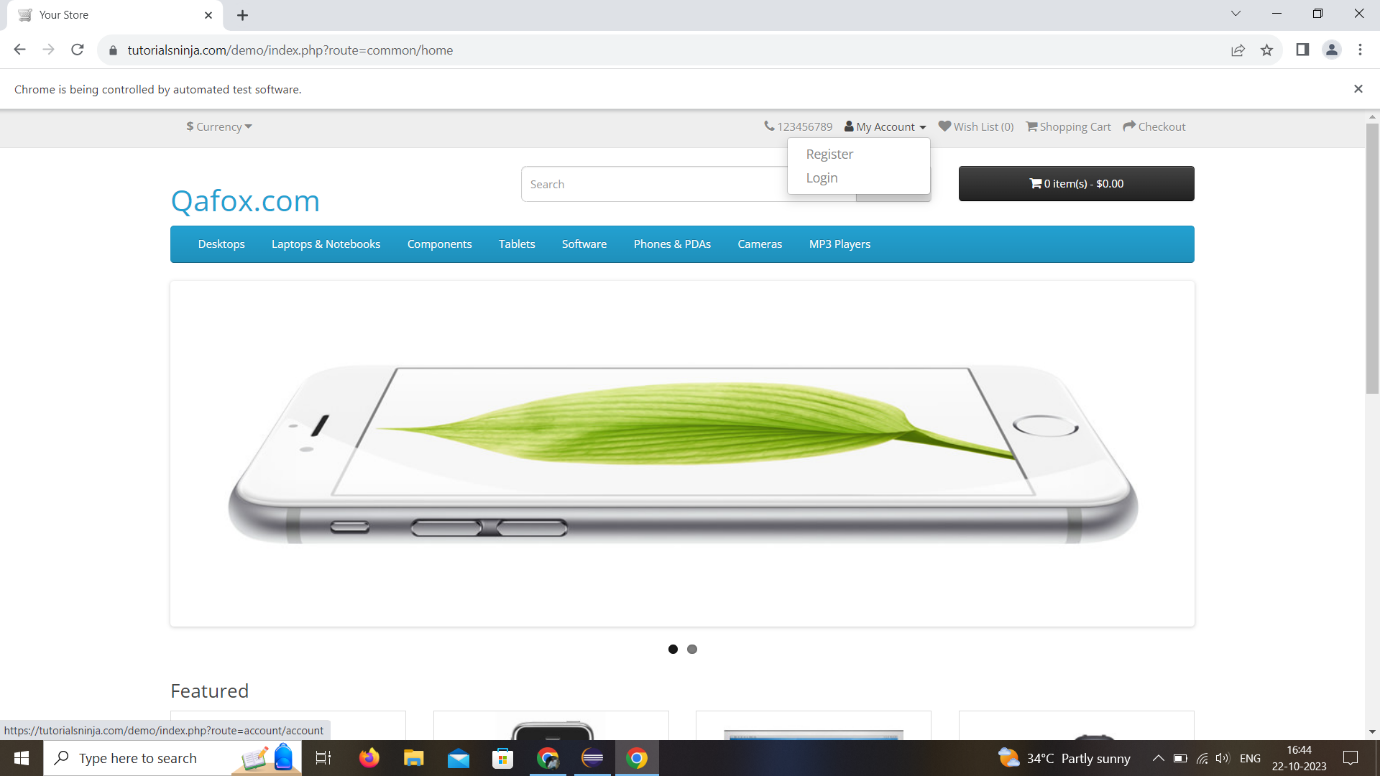 Your Store
tutorialsninja.com/demo/index.php?route=common/home
Chrome is being controlled by automated test software.
$ Currency
123456789
My Account
Wish List (0)
Shopping Cart
Checkout
Register
Login
Qafox.com
Search
0 item(s) - $0.00
Desktops
Laptops & Notebooks
Components
Tablets
Software
Phones & PDAs
Cameras
MP3 Players
Featured
https://tutorialsninja.com/demo/index.php?route=account/account
Type here to search
34°C Partly sunny
ENG
16:44
22-10-2023